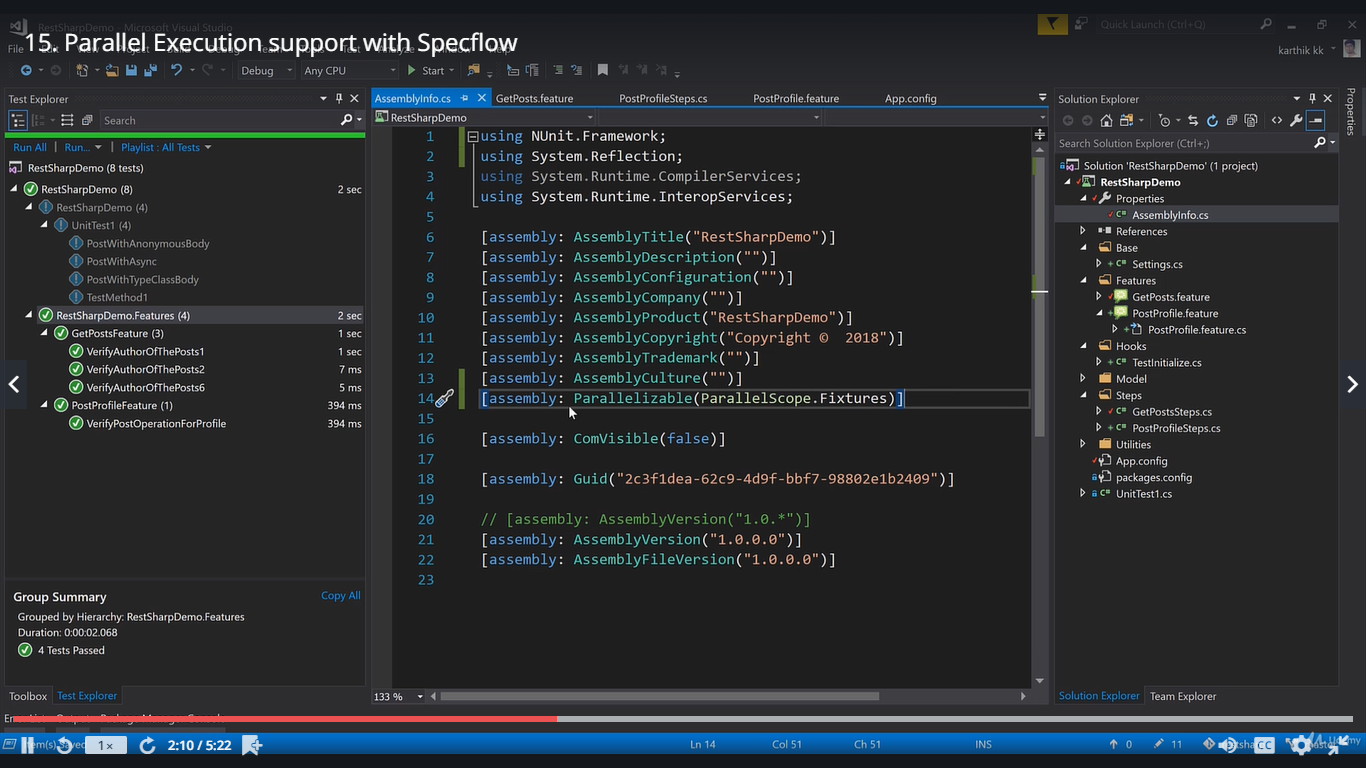 RestSharpDemo - Microsoft Visual Studio
Quick Launch (Ctrl+Q)
15. Parallel Execution support with Specflow
File
karthik kk
Debug
Any CPU
Start
Test Explorer
Search
Run All
Run...
Playlist : All Tests
RestSharpDemo (8 tests)
RestSharpDemo (8) 2 sec
RestSharpDemo (4)
UnitTest1 (4)
PostWithAnonymousBody
PostWithAsync
PostWithTypeClassBody
TestMethod1
RestSharpDemo.Features (4) 2 sec
GetPostsFeature (3) 1 sec
VerifyAuthorOfThePosts1 1 sec
VerifyAuthorOfThePosts2 7 ms
VerifyAuthorOfThePosts6 5 ms
PostProfileFeature (1) 394 ms
VerifyPostOperationForProfile 394 ms
Group Summary
Copy All
Grouped by Hierarchy: RestSharpDemo.Features
Duration: 0:00:02.068
4 Tests Passed
Toolbox
Test Explorer
AssemblyInfo.cs
GetPosts.feature
PostProfileSteps.cs
PostProfile.feature
App.config
RestSharpDemo
1 using NUnit.Framework;
2 using System.Reflection;
3 using System.Runtime.CompilerServices;
4 using System.Runtime.InteropServices;
5
6 [assembly: AssemblyTitle("RestSharpDemo")]
7 [assembly: AssemblyDescription("")]
8 [assembly: AssemblyConfiguration("")]
9 [assembly: AssemblyCompany("")]
10 [assembly: AssemblyProduct("RestSharpDemo")]
11 [assembly: AssemblyCopyright("Copyright ©  2018")]
12 [assembly: AssemblyTrademark("")]
13 [assembly: AssemblyCulture("")]
14 [assembly: Parallelizable(ParallelScope.Fixtures)]
15
16 [assembly: ComVisible(false)]
17
18 [assembly: Guid("2c3f1dea-62c9-4d9f-bbf7-98802e1b2409")]
19
20 // [assembly: AssemblyVersion("1.0.*")]
21 [assembly: AssemblyVersion("1.0.0.0")]
22 [assembly: AssemblyFileVersion("1.0.0.0")]
23
133 %
Solution Explorer
Search Solution Explorer (Ctrl+;)
Solution 'RestSharpDemo' (1 project)
RestSharpDemo
Properties
AssemblyInfo.cs
References
Base
Settings.cs
Features
GetPosts.feature
PostProfile.feature
PostProfile.feature.cs
Hooks
TestInitialize.cs
Model
Steps
GetPostsSteps.cs
PostProfileSteps.cs
Utilities
App.config
packages.config
UnitTest1.cs
Solution Explorer
Team Explorer
Properties
1×
2:10 / 5:22
Ln 14
Col 51
Ch 51
INS
0
11
CC